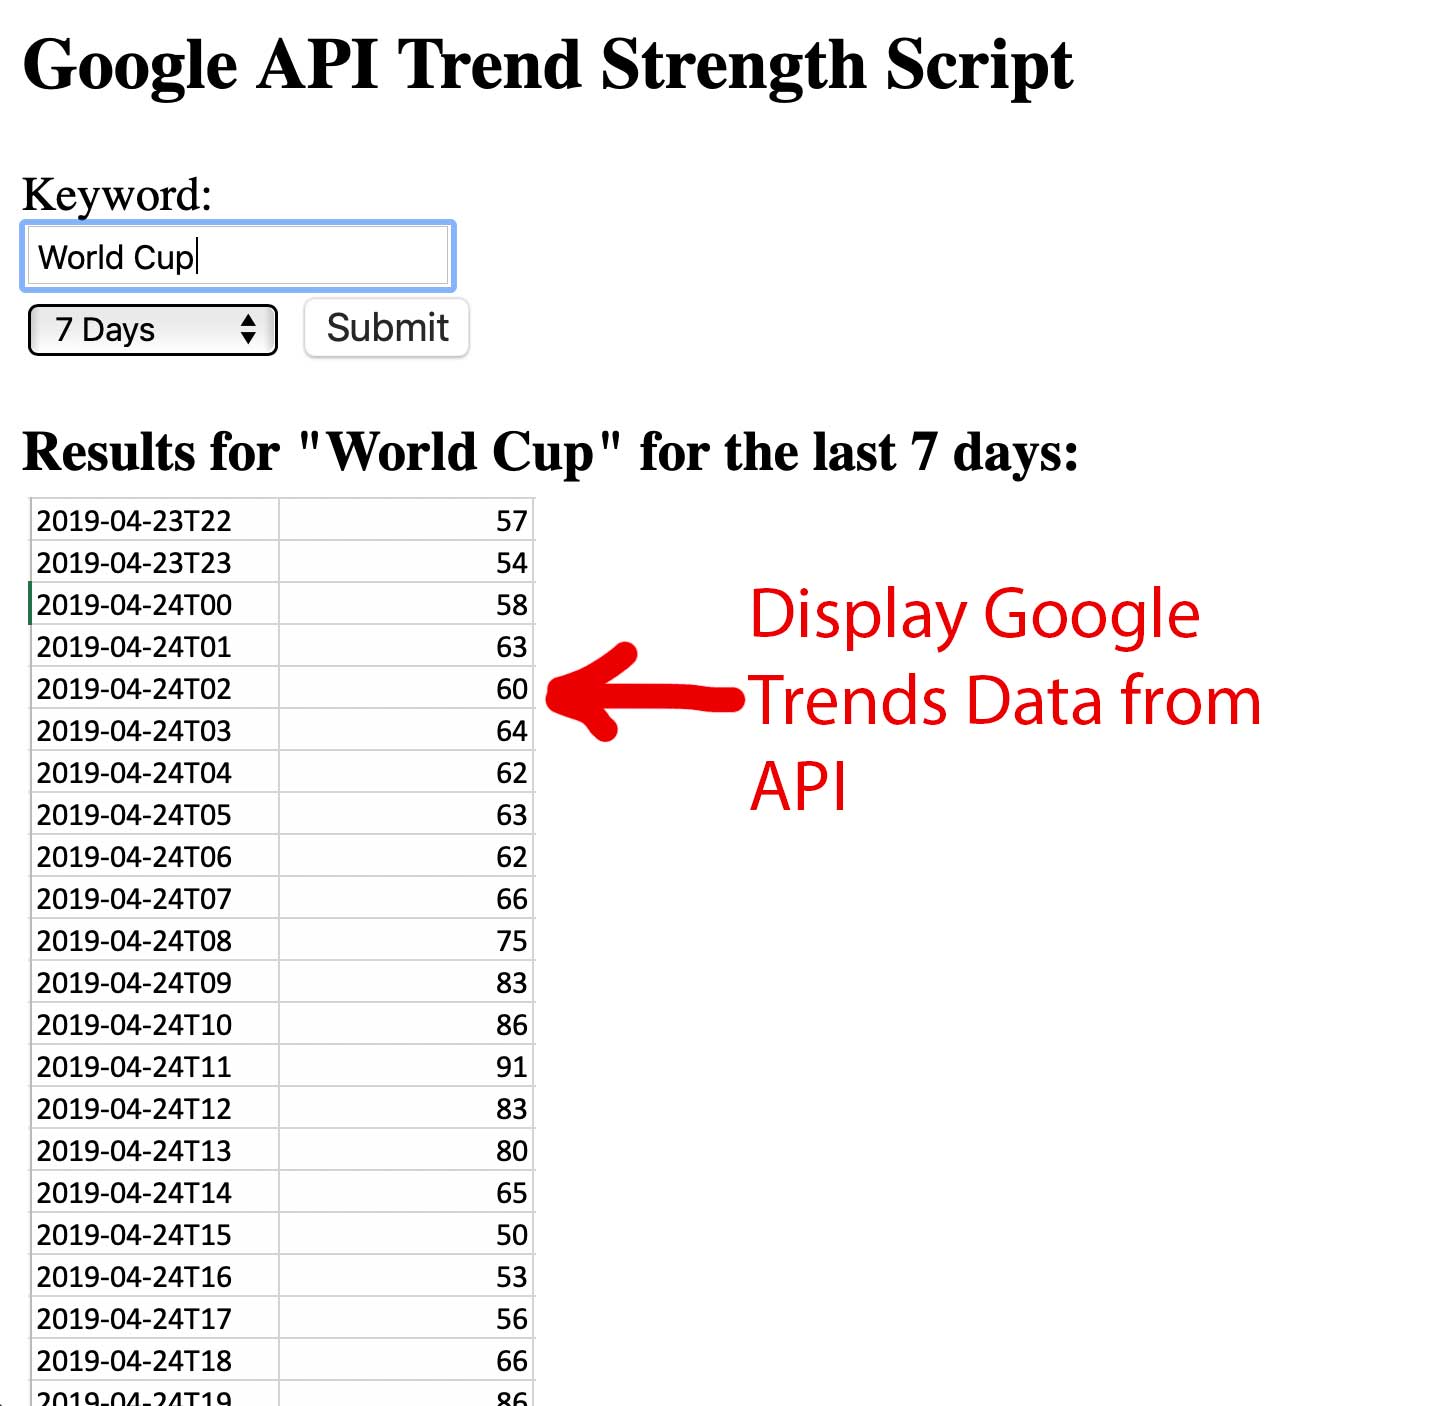 Google API Trend Strength Script
Keyword:
World Cup
7 Days Submit
Results for "World Cup" for the last 7 days:
2019-04-23T22 57
2019-04-23T23 54
2019-04-24T00 58
2019-04-24T01 63
2019-04-24T02 60
2019-04-24T03 64
2019-04-24T04 62
2019-04-24T05 63
2019-04-24T06 62
2019-04-24T07 66
2019-04-24T08 75
2019-04-24T09 83
2019-04-24T10 86
2019-04-24T11 91
2019-04-24T12 83
2019-04-24T13 80
2019-04-24T14 65
2019-04-24T15 50
2019-04-24T16 53
2019-04-24T17 56
2019-04-24T18 66
2019-04-24T19 86
Display Google
Trends Data from
API